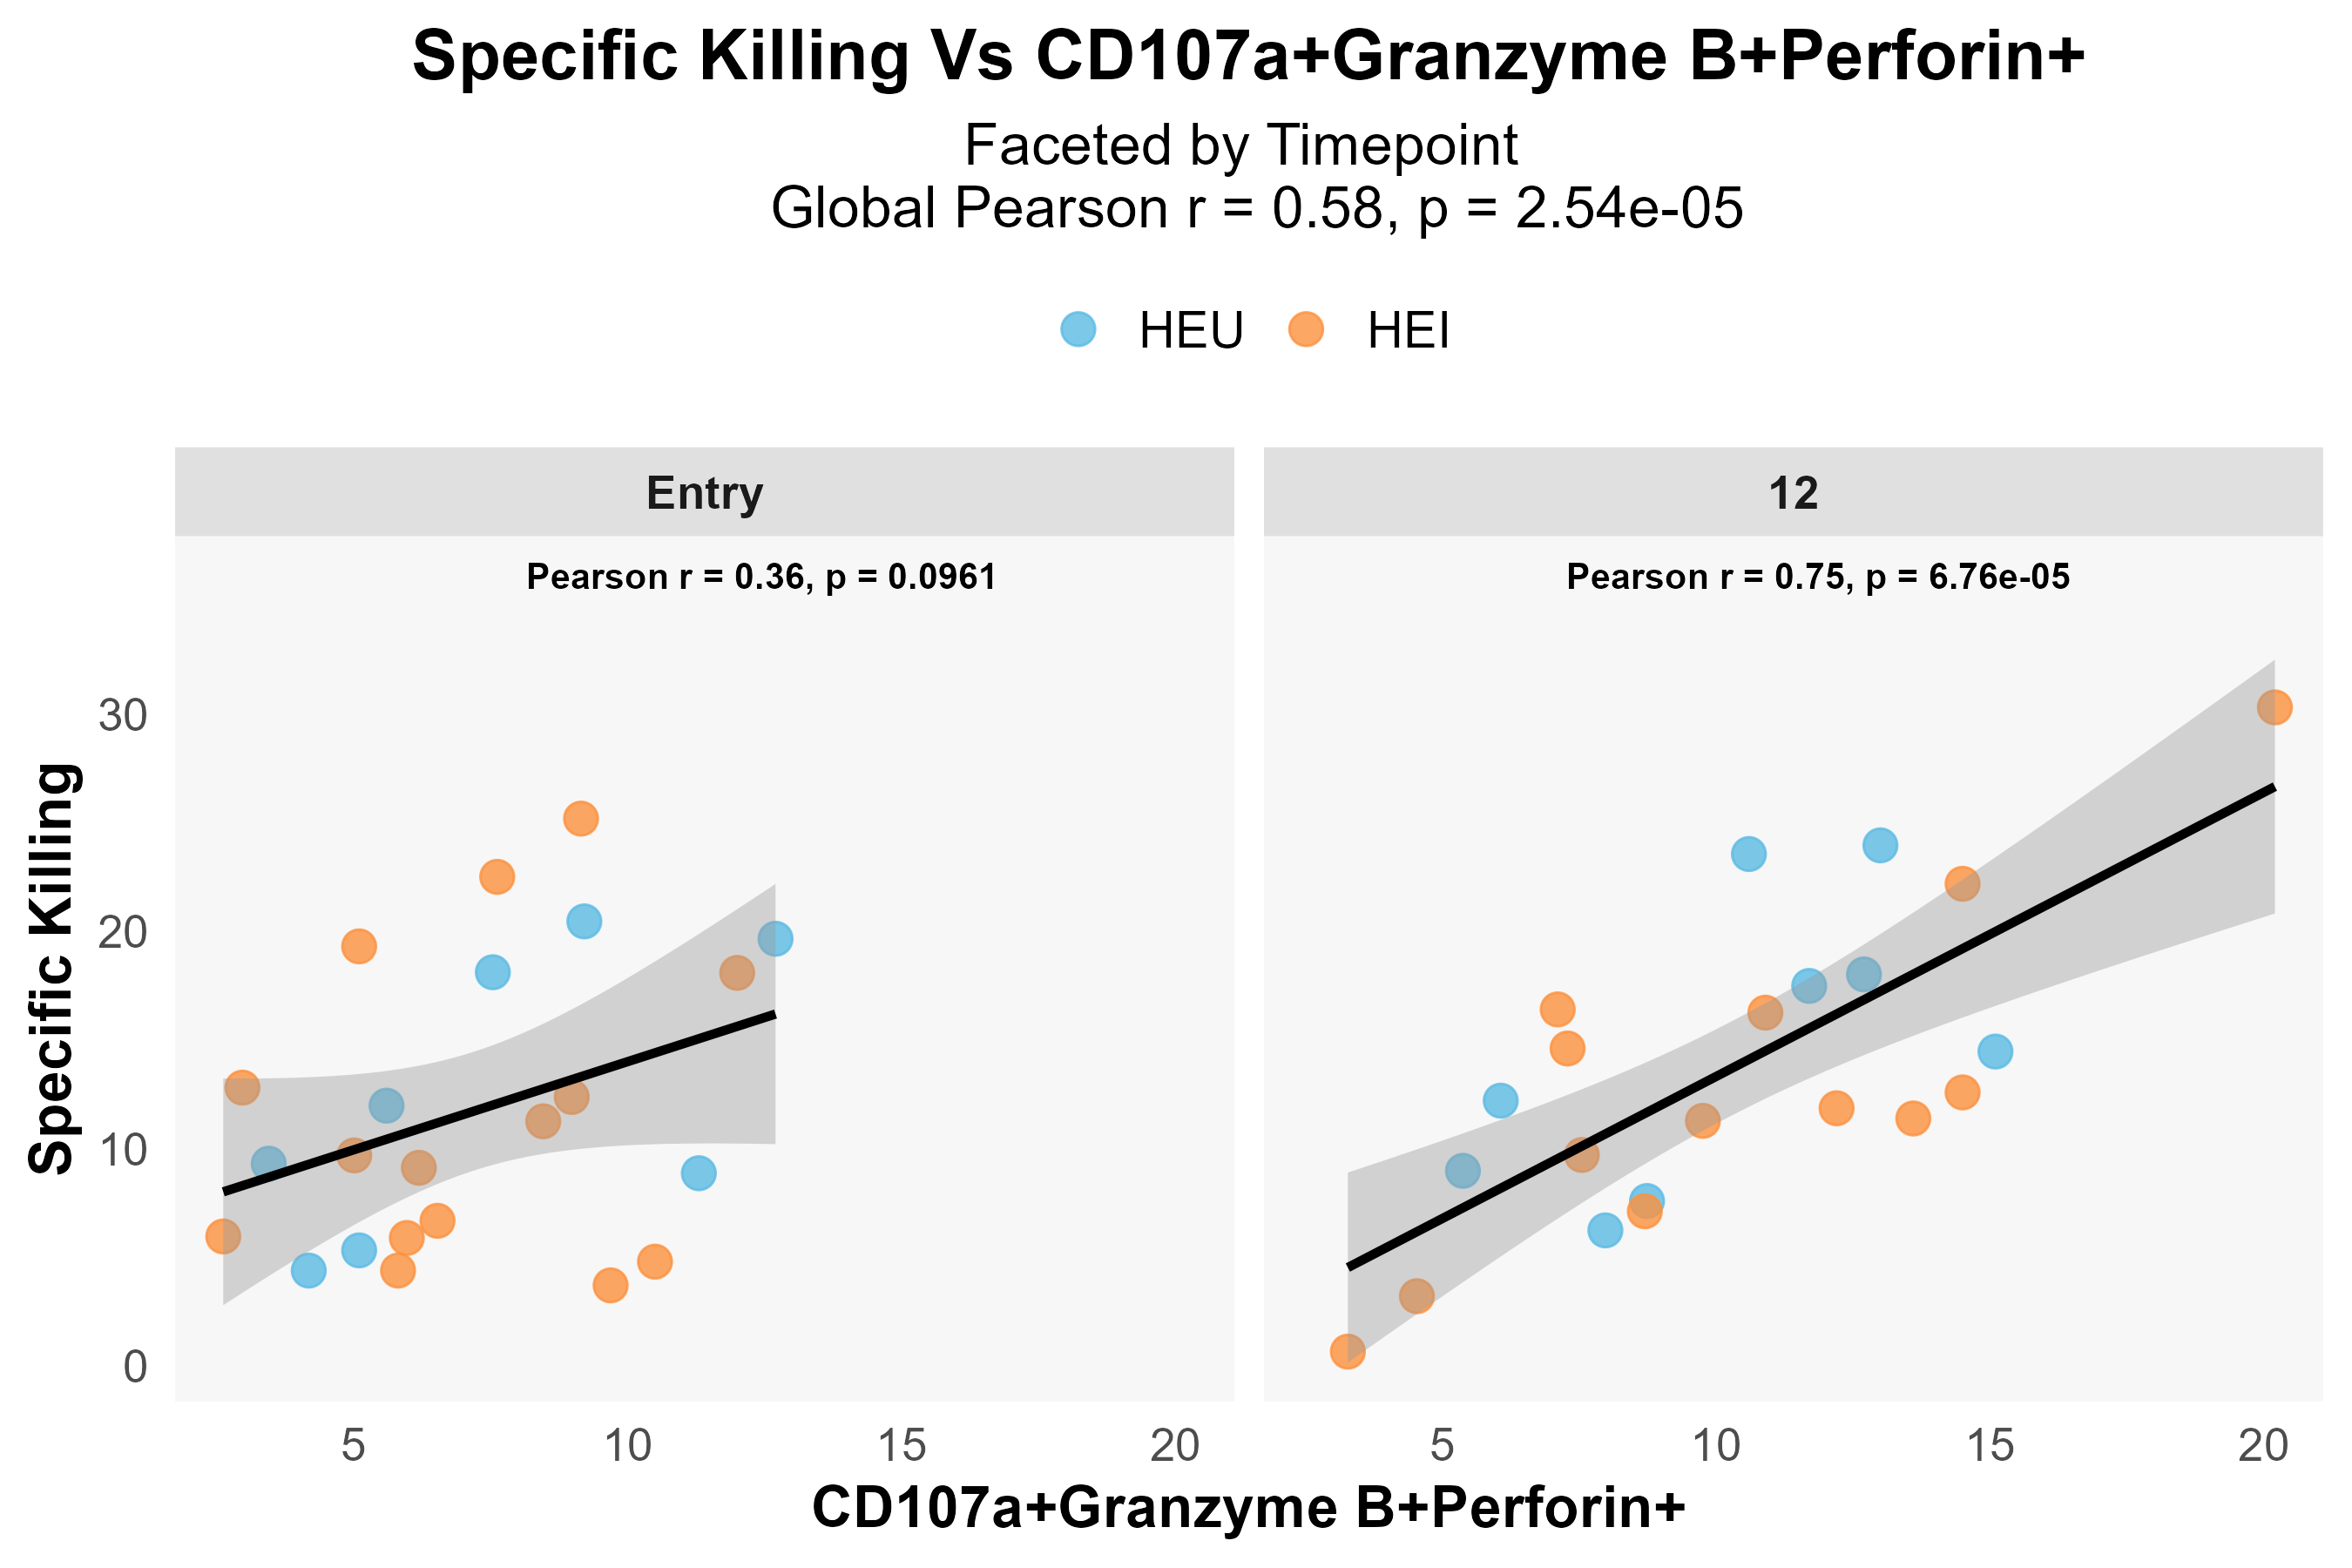 Specific Killing Vs CD107a+Granzyme B+Perforin+
Faceted by Timepoint
Global Pearson r = 0.58, p = 2.54e-05
HEU HEI
Entry 12
Pearson r = 0.36, p = 0.0961 Pearson r = 0.75, p = 6.76e-05
Specific Killing
30
20
10
0
5 10 15 20 5 10 15 20
CD107a+Granzyme B+Perforin+